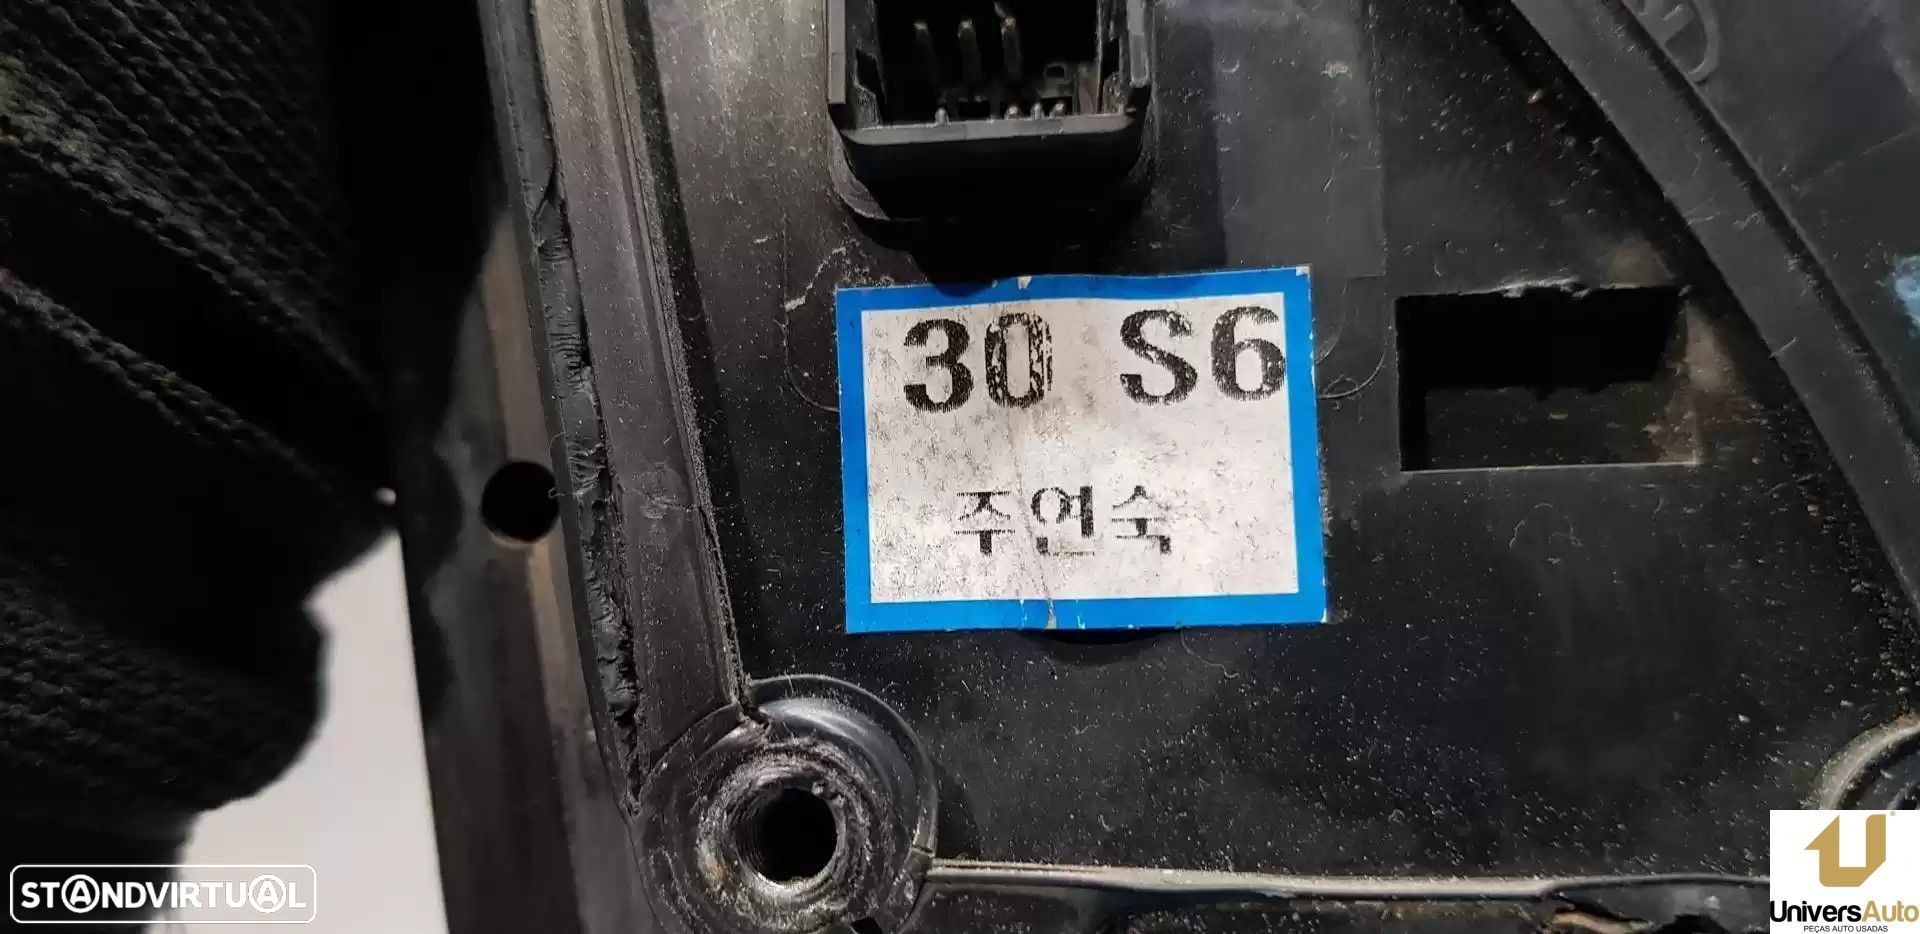 30 S6
주연숙
STANDVIRTUAL
UniversAuto
PEÇAS AUTO USADAS